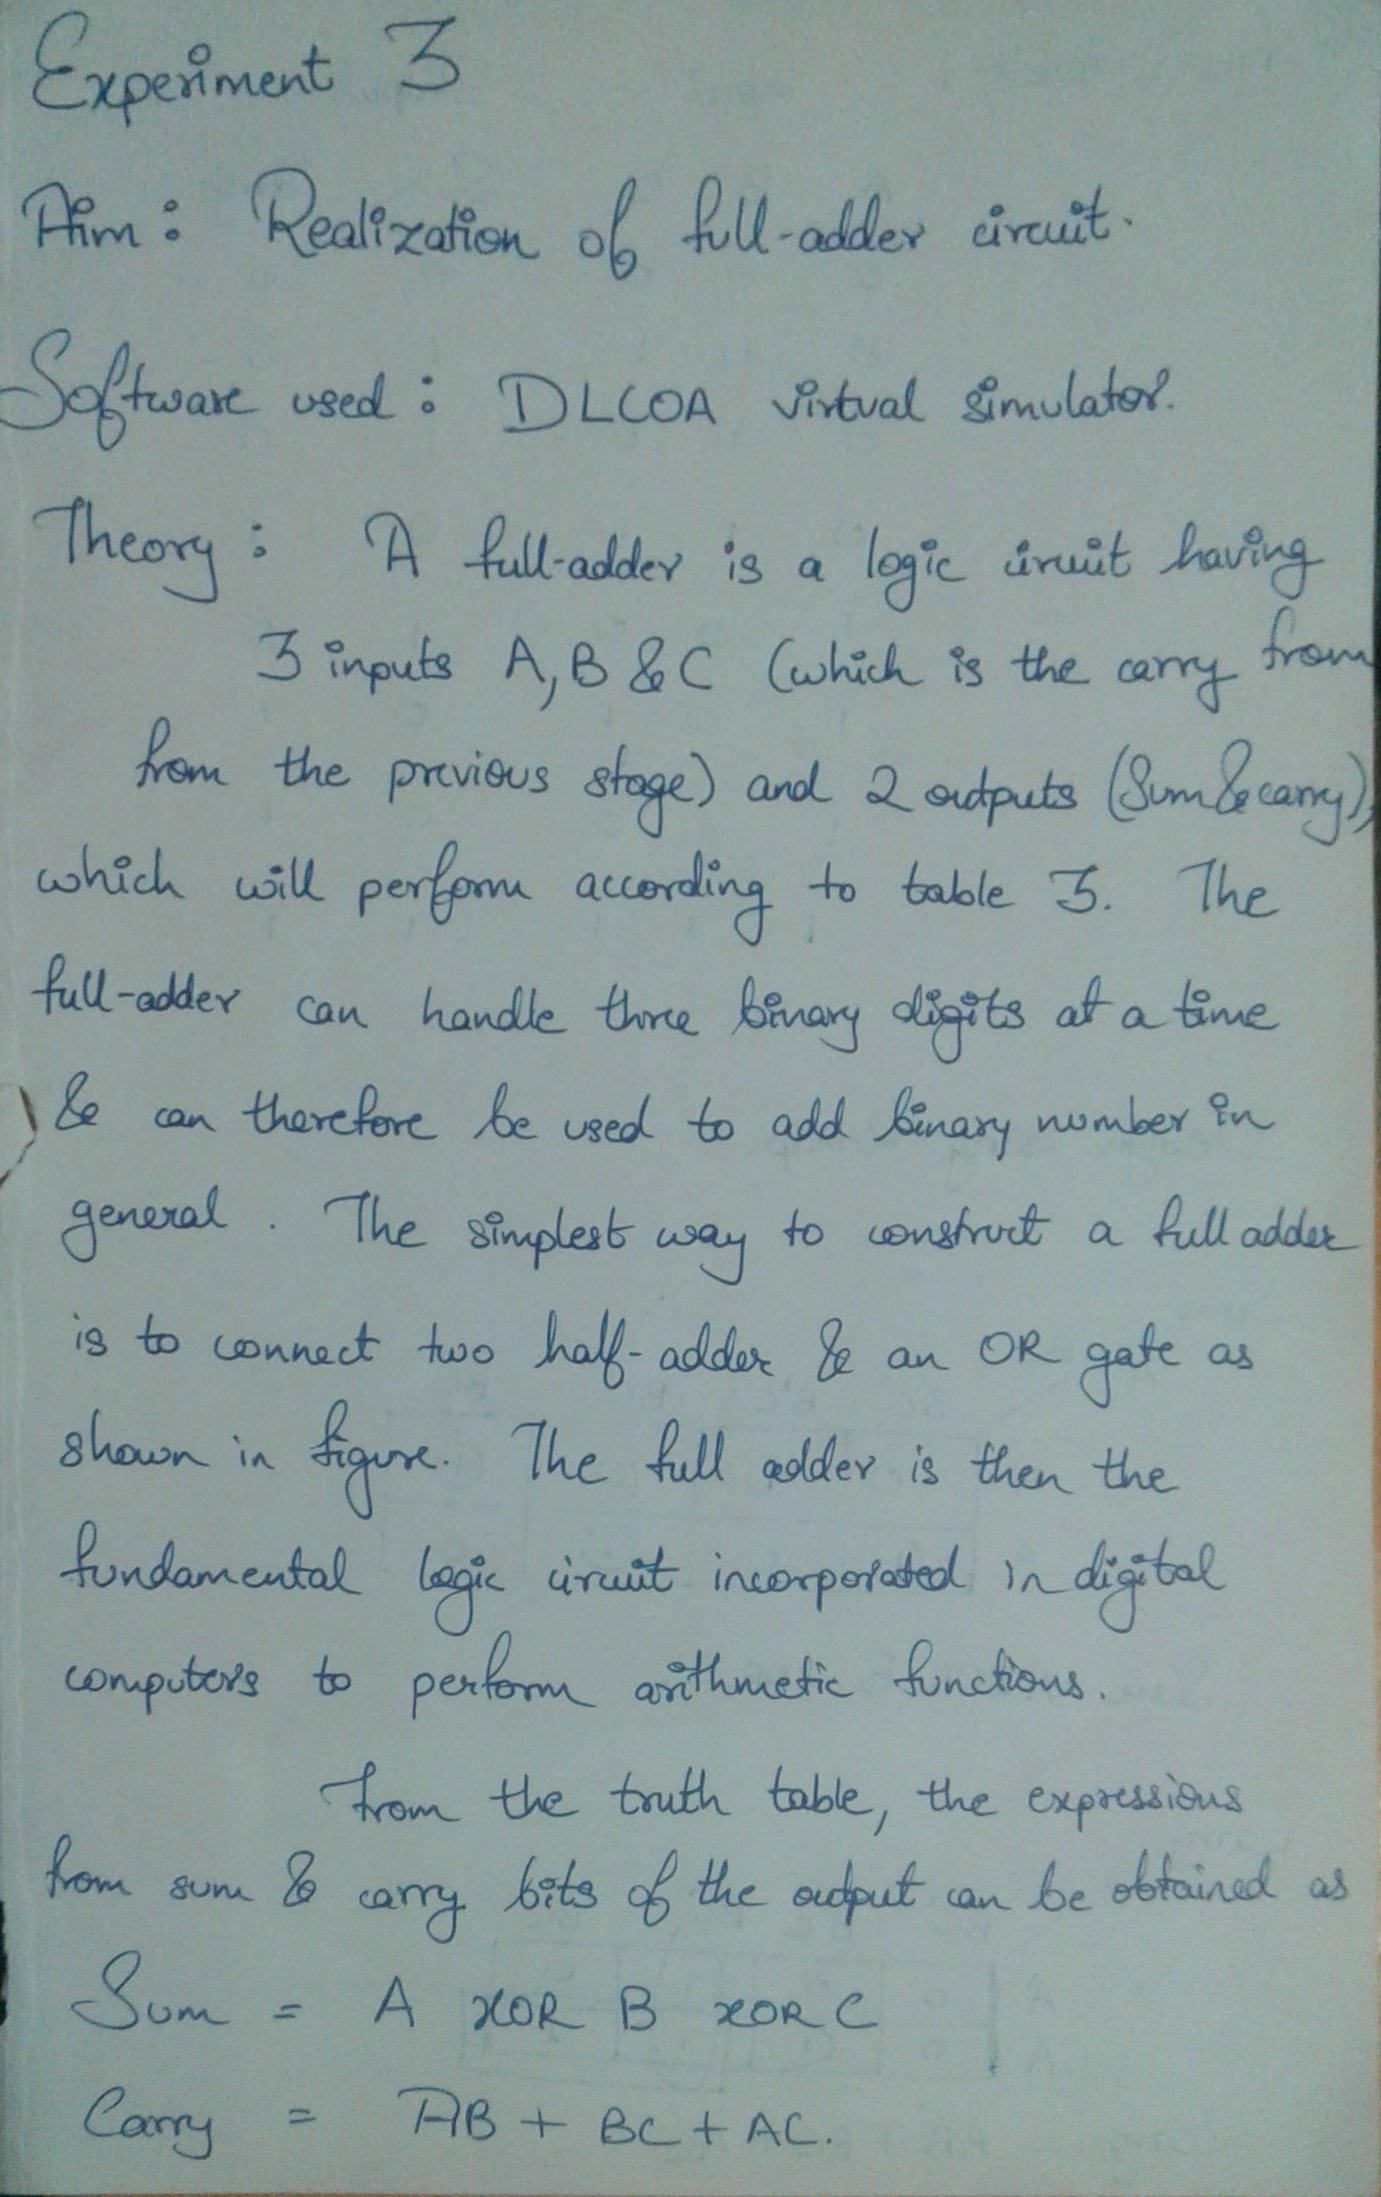 Experiment 3
Aim : Realization of full-adder circuit.
Software used : DLCOA virtual simulator.
Theory : A full-adder is a logic circuit having
3 inputs A, B & C (which is the carry from
from the previous stage) and 2 outputs (Sum & carry),
which will perform according to table 3. The
full-adder can handle three binary digits at a time
& can therefore be used to add binary number in
general. The simplest way to construct a full adder
is to connect two half-adder & an OR gate as
shown in figure. The full adder is then the
fundamental logic circuit incorporated in digital
computers to perform arithmetic functions.
From the truth table, the expressions
from sum & carry bits of the output can be obtained as
Sum = A XOR B XOR C
Carry = AB + BC + AC.